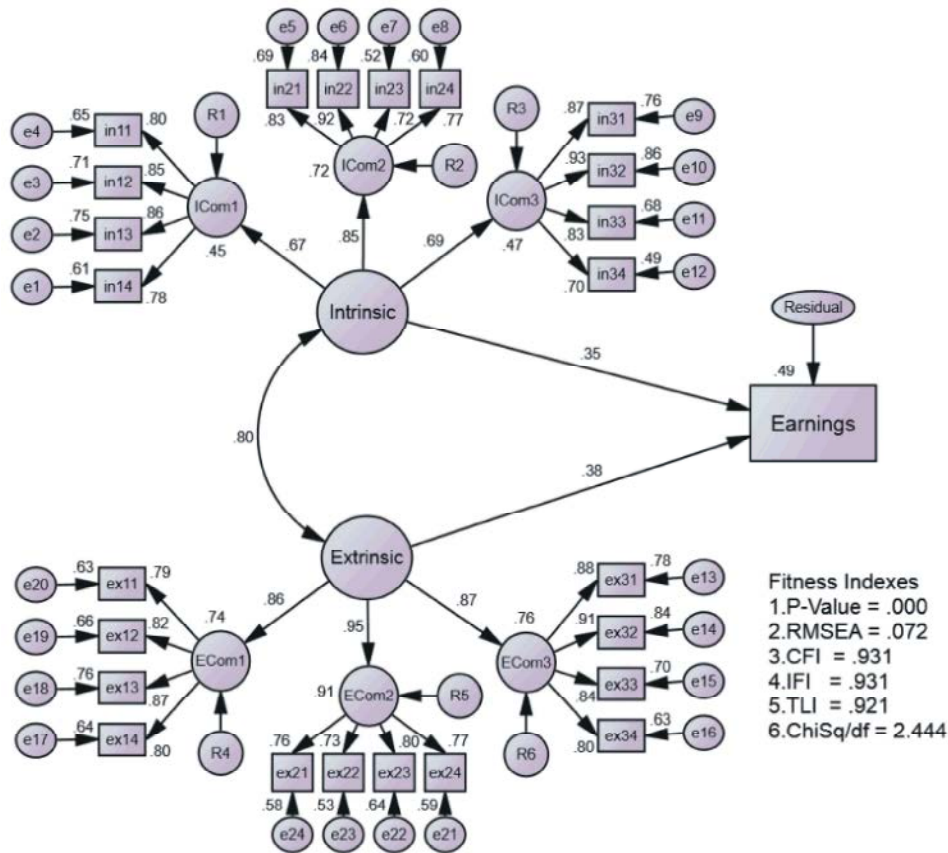 e5 e6 e7 e8
.69 .84 .52 .60
in21 in22 in23 in24
.83 .92 .72 .77
.72 ICom2 R2
R1
e4 .65 in11 .80
e3 .71 in12 .85
e2 .75 in13 .86
e1 .61 in14 .78
ICom1
.45
R3
.87 in31 .76 e9
.93 in32 .86 e10
.83 in33 .68 e11
.70 in34 .49 e12
ICom3
.47
.67 .85 .69
Intrinsic
Residual
.35
.49
Earnings
.80
.38
Extrinsic
.86 .95 .87
e20 .63 ex11 .79
e19 .66 ex12 .82
e18 .76 ex13 .87
e17 .64 ex14 .80
.74
ECom1
R4
.91 ECom2 R5
.76 .73 .80 .77
ex21 ex22 ex23 ex24
.58 .53 .64 .59
e24 e23 e22 e21
.76
ECom3
R6
.88 ex31 .78 e13
.91 ex32 .84 e14
.84 ex33 .70 e15
.80 ex34 .63 e16
Fitness Indexes
1.P-Value = .000
2.RMSEA = .072
3.CFI = .931
4.IFI = .931
5.TLI = .921
6.ChiSq/df = 2.444